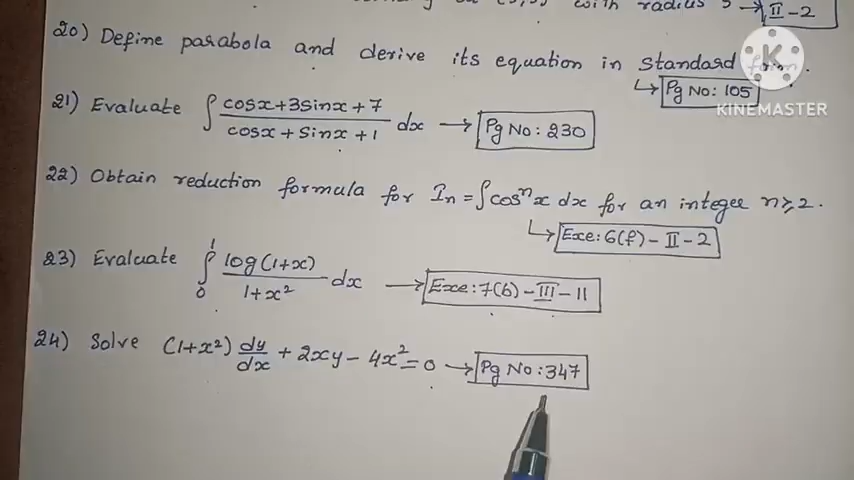 with radius 5 → II-2
20) Define parabola and derive its equation in standard form.
↳ Pg No: 105
KINEMASTER
21) Evaluate ∫ (cosx+3sinx+7)/(cosx+sinx+1) dx → Pg No: 230
22) Obtain reduction formula for In = ∫cosⁿx dx for an integer n≥2.
↳ Exe: 6(f)-II-2
23) Evaluate ∫₀¹ log(1+x)/(1+x²) dx → Exe: 7(b)-III-11
24) Solve (1+x²) dy/dx + 2xy - 4x² = 0 → Pg No: 347